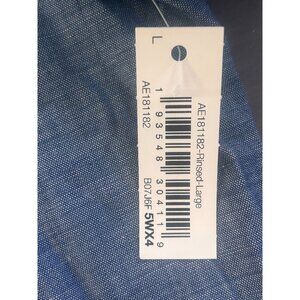 L
AE181182
AE181182-Rinsed-Large
1 93548 30411 9
B07J6F 5WX4